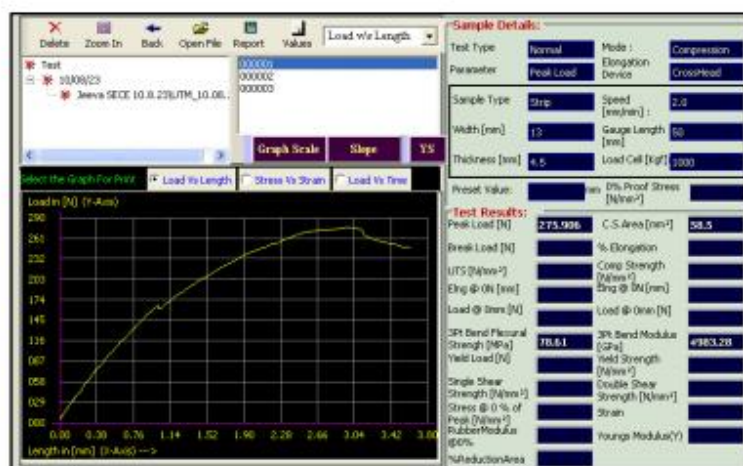 Delete Zoom In Back Open File Report Values Load Ws Length
Test
10/08/23
Jeeva SECE 10.8.23\UTM_10.08..
000001
000002
000003
Graph Scale Slope YS
Select the Graph For Print Load Vs Length Stress Vs Strain Load Vs Time
Load in [N] (Y-Axis)
290
261
232
203
174
145
116
087
058
029
000
0.00 0.38 0.76 1.14 1.52 1.90 2.28 2.66 3.04 3.42 3.80
Length in [mm] (X-Axis) --->
Sample Details:
Test Type Normal Mode : Compression
Parameter Peak Load Elongation Device CrossHead
Sample Type Strip Speed [mm/min] : 2.0
Width [mm] 13 Gauge Length [mm] 50
Thickness [mm] 4.5 Load Cell [Kgf] 1000
Preset Value: mm 0% Proof Stress [N/mm²]
Test Results:
Peak Load [N] 275.906 C.S.Area [mm²] 58.5
Break Load [N] % Elongation
UTS [N/mm²] Comp Strength [N/mm²]
Elng @ 0N [mm] Elng @ 0N [mm]
Load @ 0mm [N] Load @ 0mm [N]
3Pt Bend Flexural Strengh [MPa] 78.61 3Pt Bend Modulus [GPa] 4983.28
Yield Load [N] Yield Strength [N/mm²]
Single Shear Strength [N/mm²] Double Shear Strength [N/mm²]
Stress @ 0 % of Peak [N/mm²] Strain
RubberModulus @0% Youngs Modulus(Y)
%ReductionArea